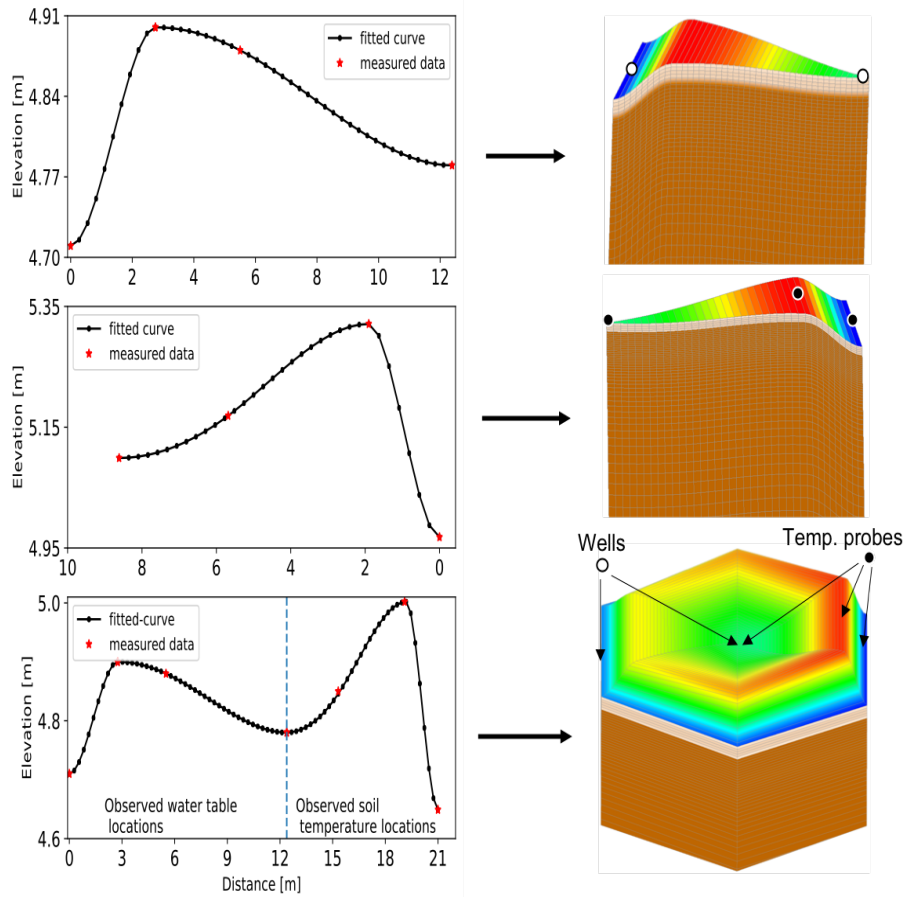 4.91
4.84
4.77
4.70
Elevation [m]
fitted curve
measured data
0 2 4 6 8 10 12
5.35
5.15
4.95
Elevation [m]
fitted curve
measured data
10 8 6 4 2 0
5.0
4.8
4.6
Elevation [m]
fitted-curve
measured data
Observed water table
locations
Observed soil
temperature locations
0 3 6 9 12 15 18 21
Distance [m]
Wells
Temp. probes